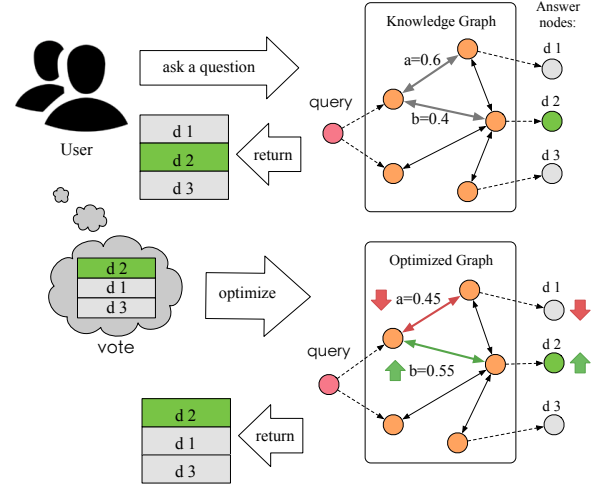 Knowledge Graph
Answer
nodes:
ask a question
a=0.6
d 1
query
b=0.4
d 2
User
d 1
d 2
d 3
return
d 3
d 2
d 1
d 3
vote
optimize
Optimized Graph
a=0.45
d 1
query
b=0.55
d 2
d 3
d 2
d 1
d 3
return